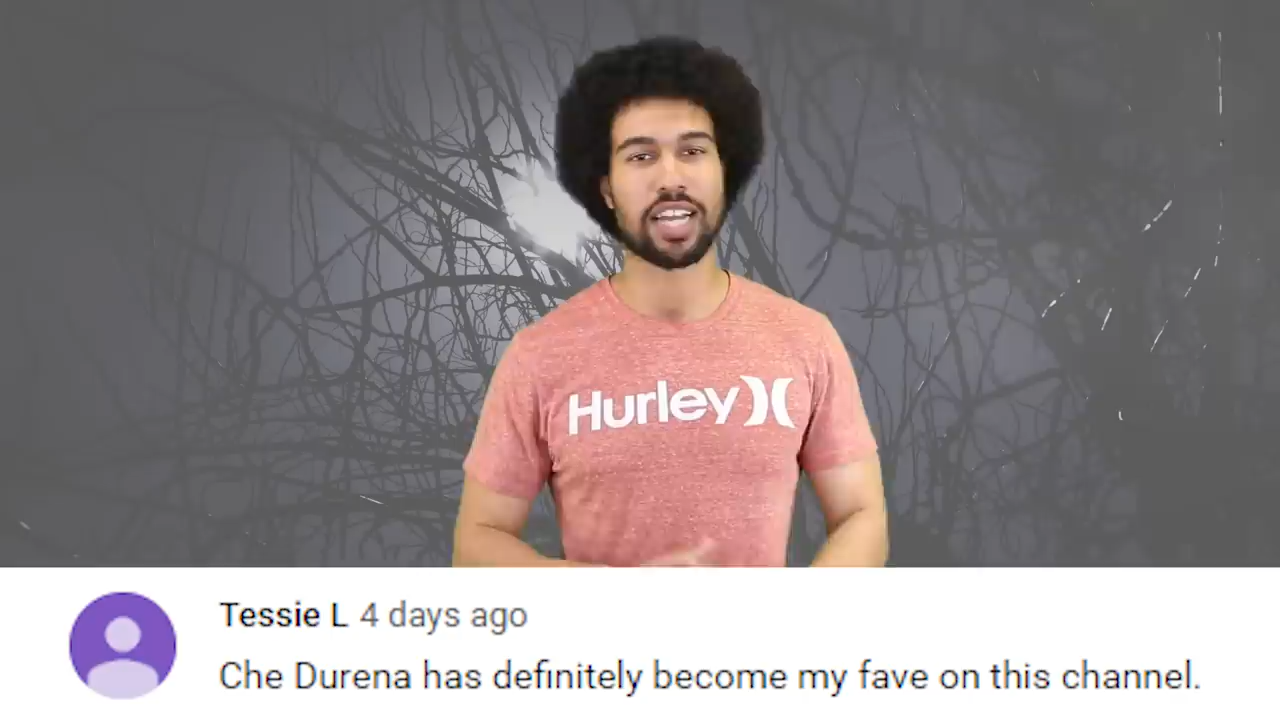 Hurley
Tessie L 4 days ago
Che Durena has definitely become my fave on this channel.